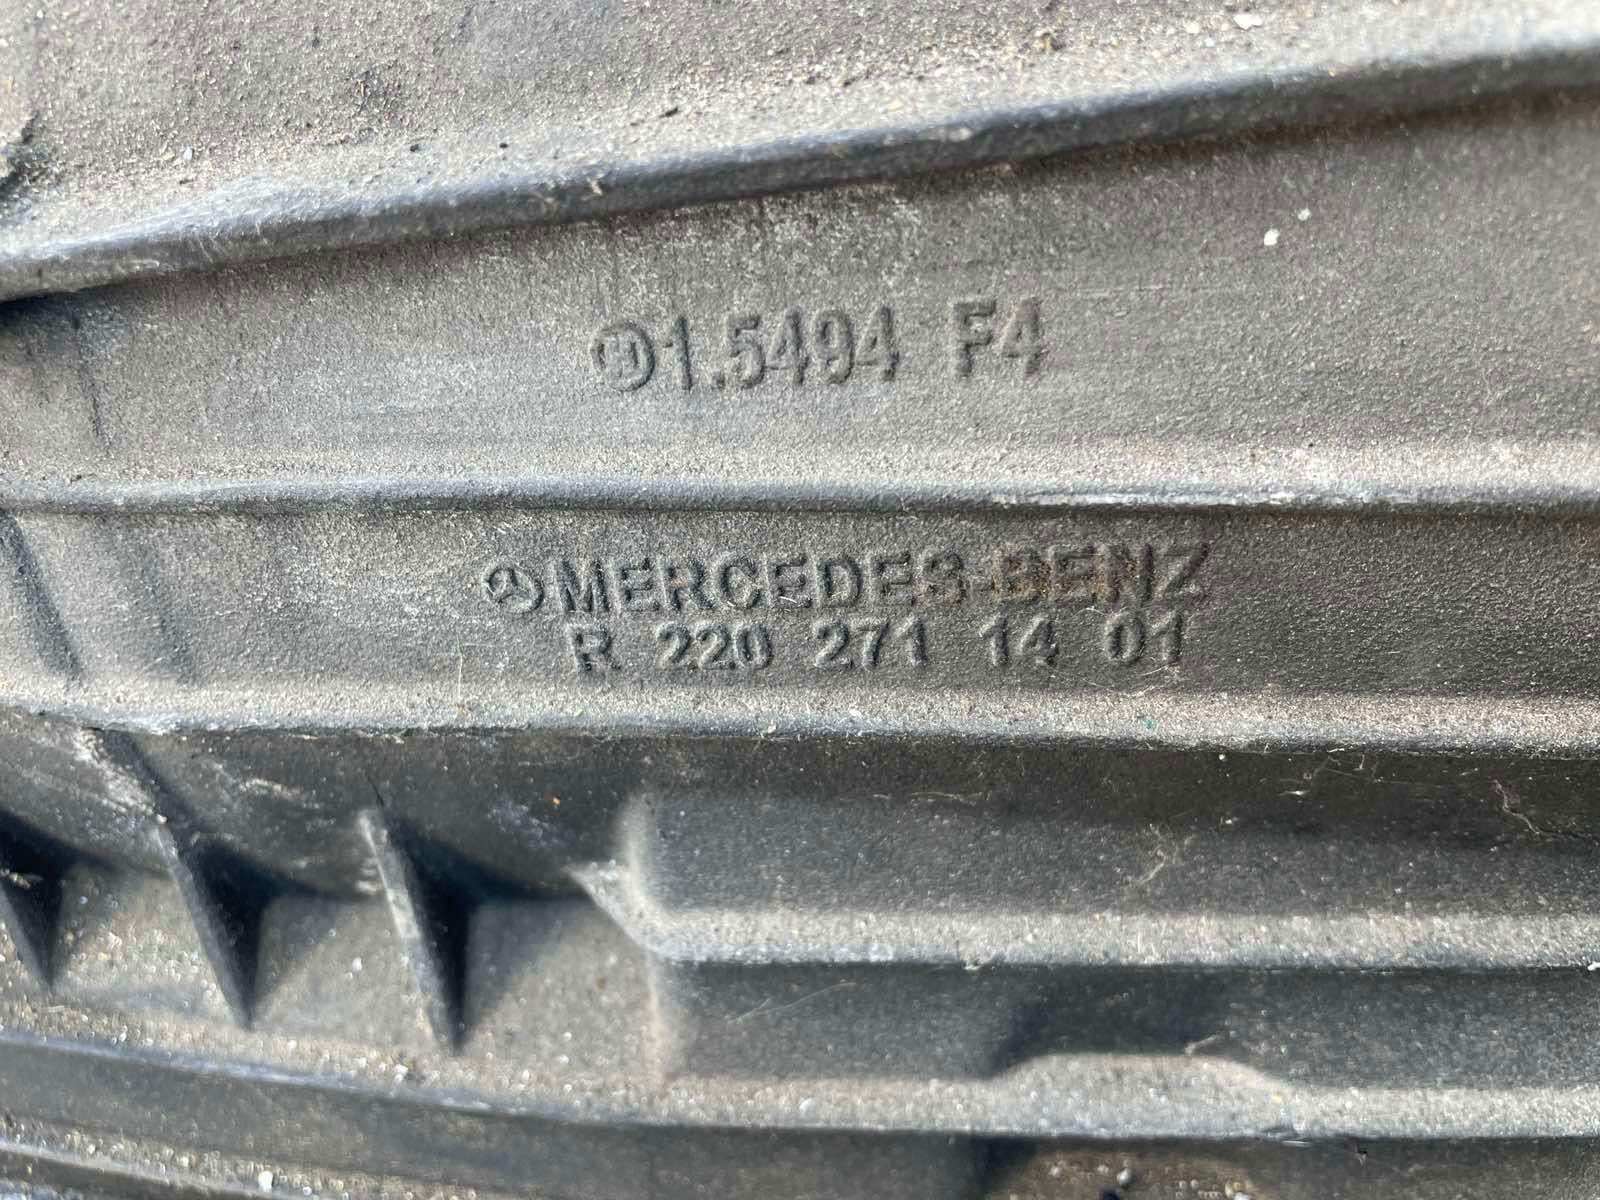 1.5494 F4
MERCEDES-BENZ
R 220 271 14 01